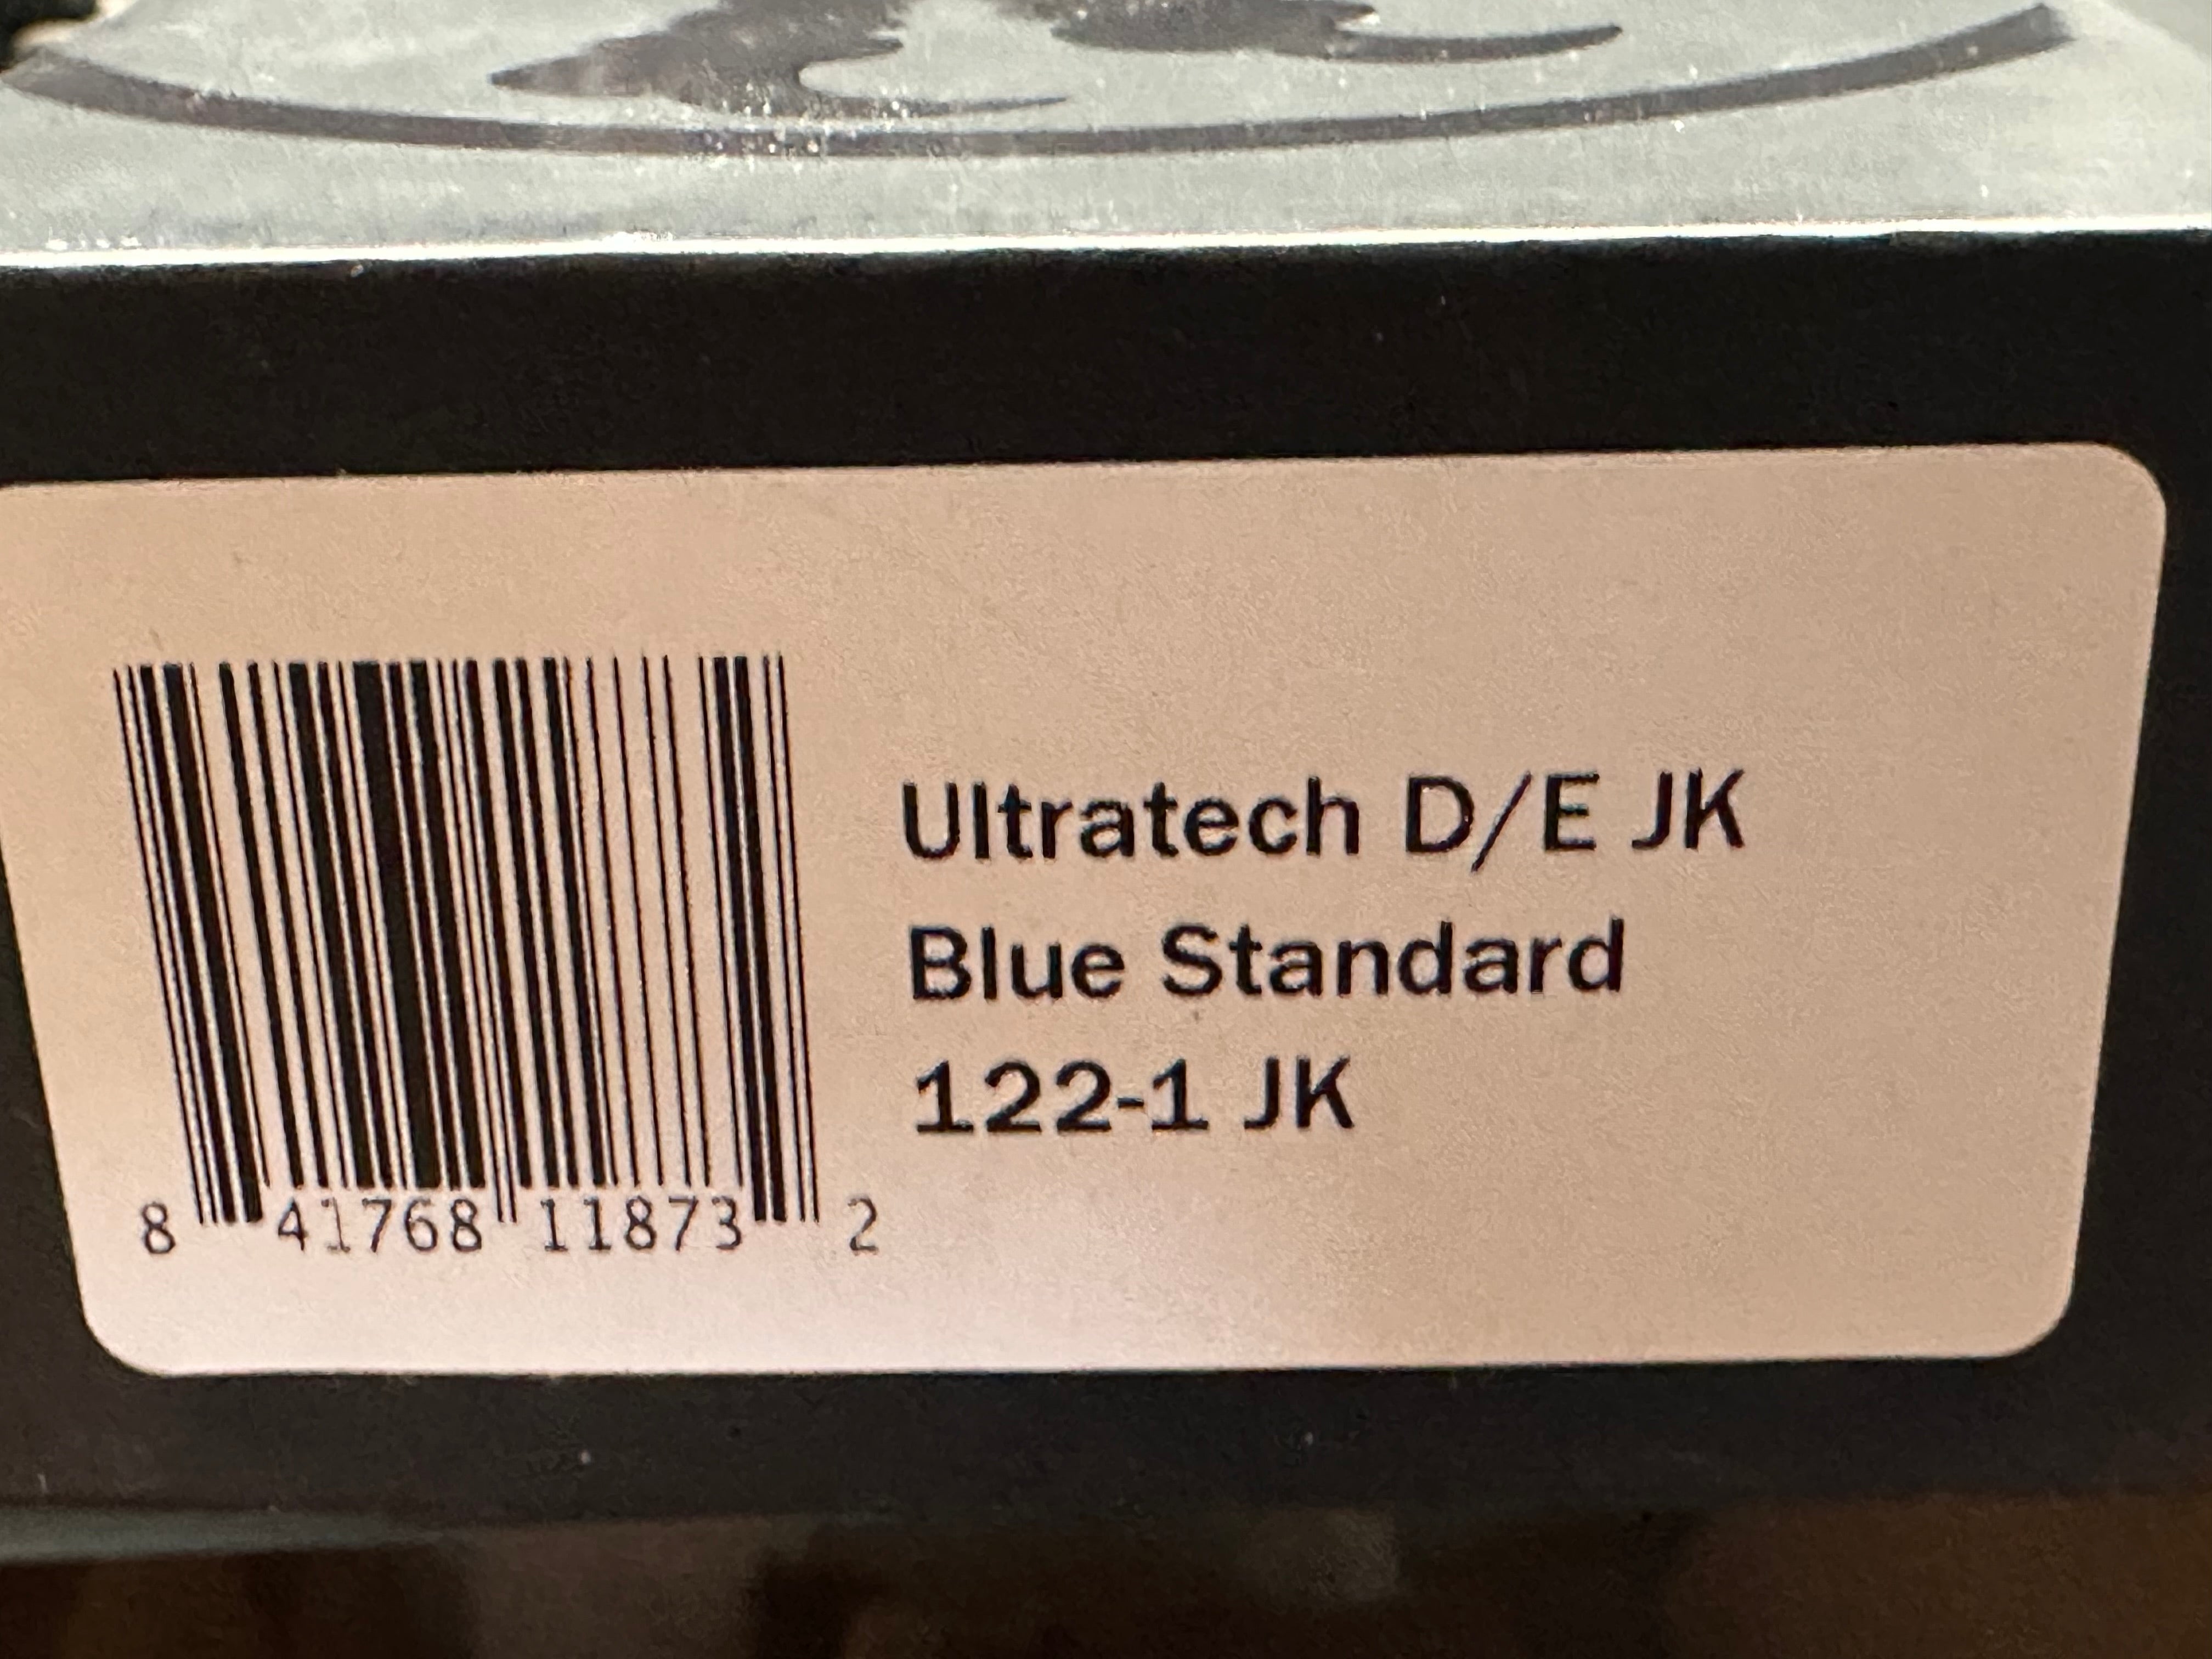 Ultratech D/E JK
Blue Standard
122-1 JK
8 41768 11873 2